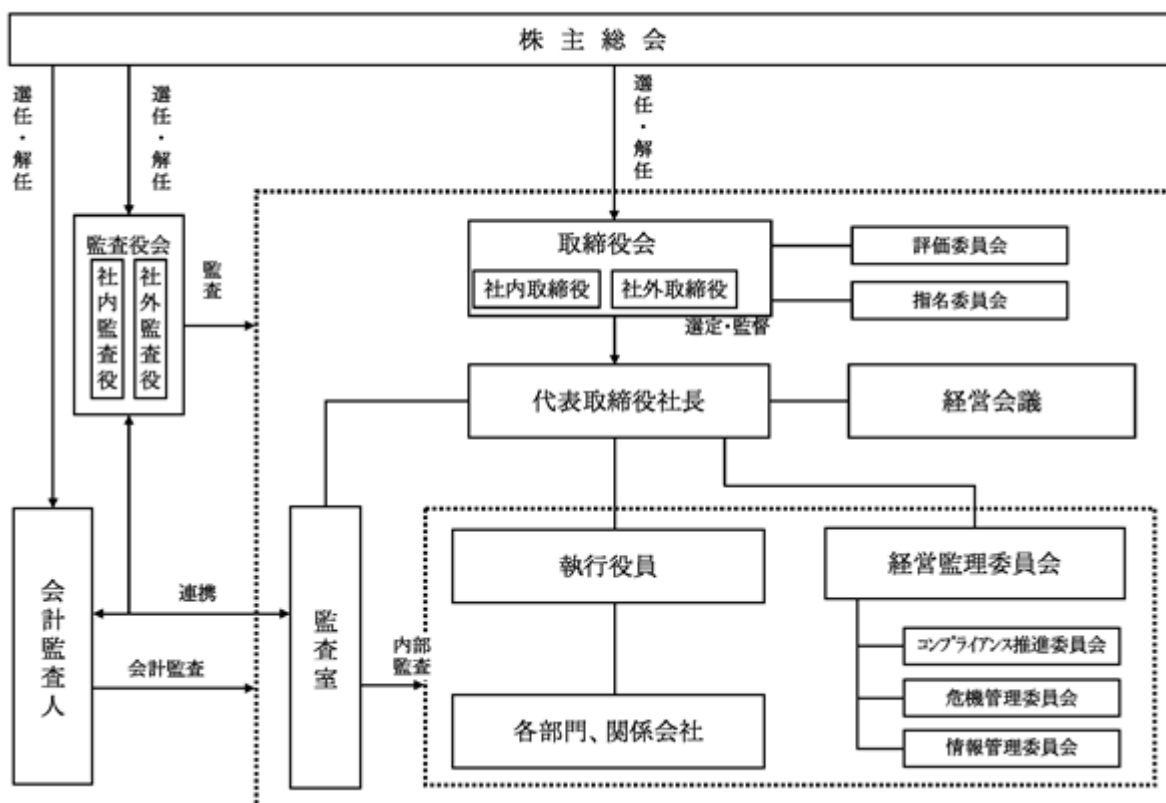 株主総会
選任・解任
選任・解任
選任・解任
監査役会
社内監査役
社外監査役
監査
取締役会
社内取締役
社外取締役
選定・監督
評価委員会
指名委員会
代表取締役社長
経営会議
会計監査人
連携
会計監査
監査室
内部
監査
執行役員
経営監理委員会
コンプライアンス推進委員会
危機管理委員会
情報管理委員会
各部門、関係会社